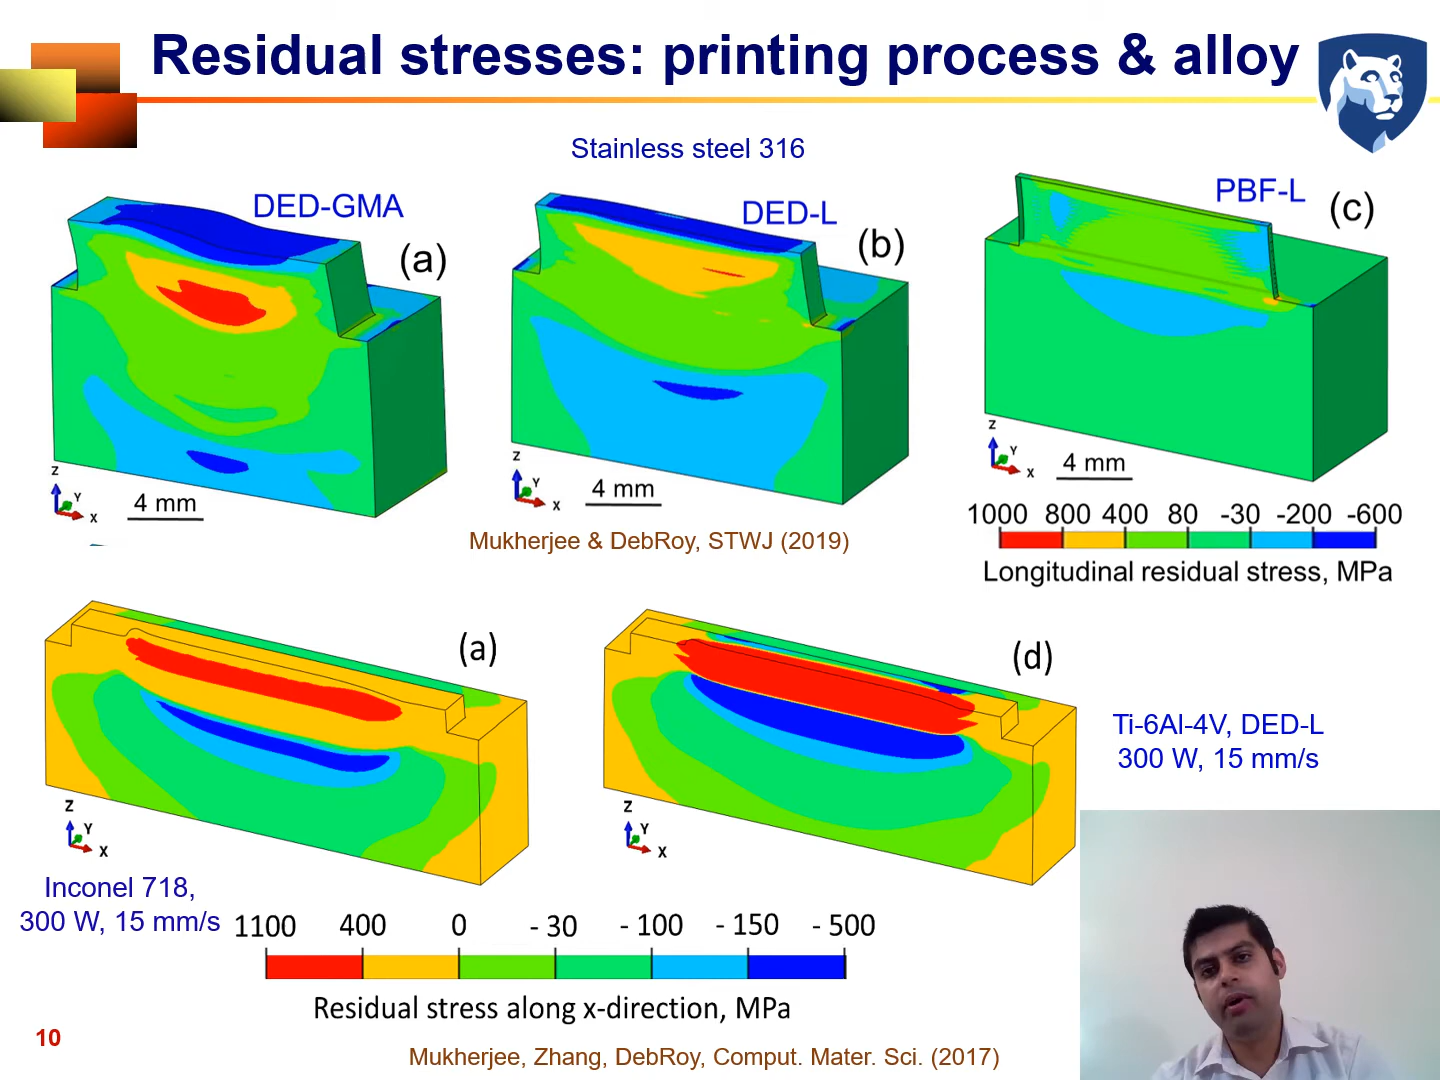 Residual stresses: printing process & alloy
Stainless steel 316
DED-GMA
(a)
DED-L
(b)
PBF-L
(c)
Z
Y
X
4 mm
Z
Y
X
4 mm
Z
Y
X
4 mm
1000 800 400 80 -30 -200 -600
Longitudinal residual stress, MPa
Mukherjee & DebRoy, STWJ (2019)
(a)
(d)
Z
Y
X
Z
Y
X
Ti-6Al-4V, DED-L
300 W, 15 mm/s
Inconel 718,
300 W, 15 mm/s
1100 400 0 - 30 - 100 - 150 - 500
Residual stress along x-direction, MPa
10
Mukherjee, Zhang, DebRoy, Comput. Mater. Sci. (2017)